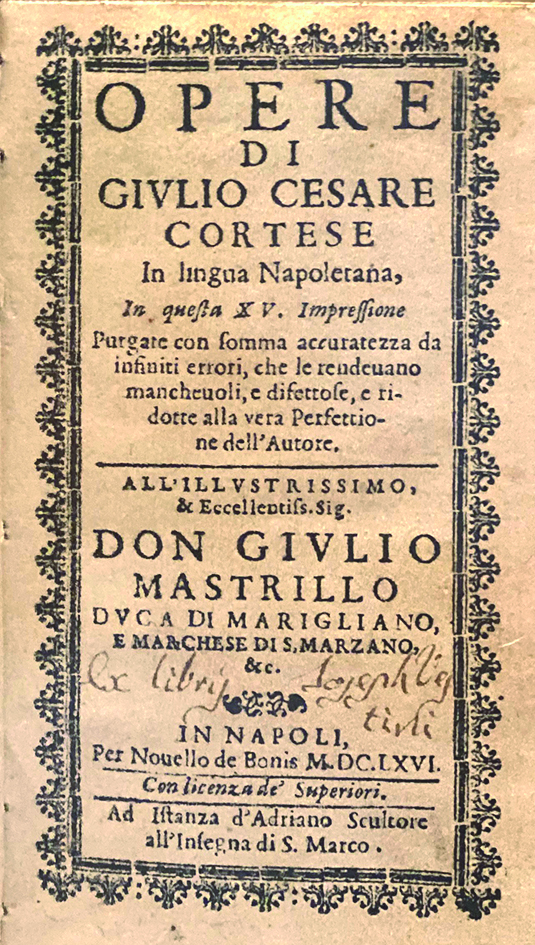 OPERE
DI
GIVLIO CESARE
CORTESE
In lingua Napoletana,
In questa XV. Impressione
Purgate con somma accuratezza da
infiniti errori, che le rendeuano
mancheuoli, e difettose, e ri-
dotte alla vera Perfettio-
ne dell'Autore.
ALL'ILLVSTRISSIMO,
& Eccellentiss. Sig.
DON GIVLIO
MASTRILLO
DVCA DI MARIGLIANO,
E MARCHESE DI S. MARZANO,
&c.
Ex libris Ioseph
IN NAPOLI,
Per Nouello de Bonis M.DC.LXVI.
Con licenza de' Superiori.
Ad Istanza d'Adriano Scultore
all'Insegna di S. Marco.